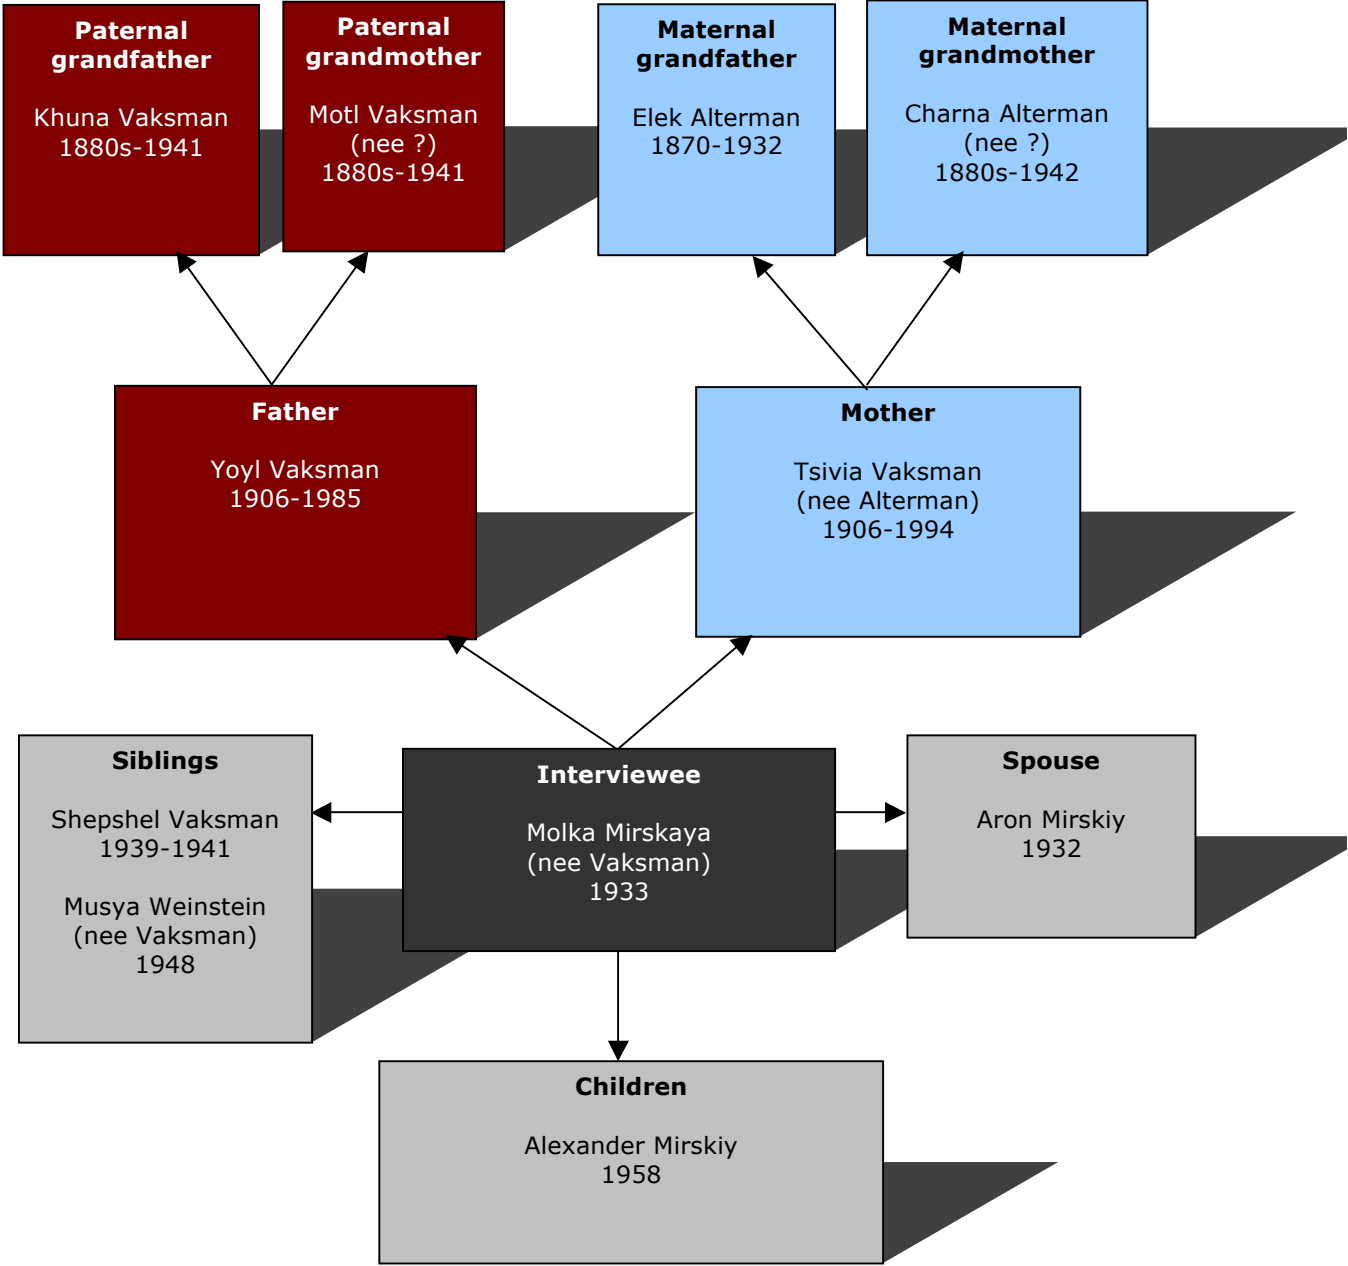 Paternal
grandfather
Khuna Vaksman
1880s-1941
Paternal
grandmother
Motl Vaksman
(nee ?)
1880s-1941
Maternal
grandfather
Elek Alterman
1870-1932
Maternal
grandmother
Charna Alterman
(nee ?)
1880s-1942
Father
Yoyl Vaksman
1906-1985
Mother
Tsivia Vaksman
(nee Alterman)
1906-1994
Siblings
Shepshel Vaksman
1939-1941
Musya Weinstein
(nee Vaksman)
1948
Interviewee
Molka Mirskaya
(nee Vaksman)
1933
Spouse
Aron Mirskiy
1932
Children
Alexander Mirskiy
1958